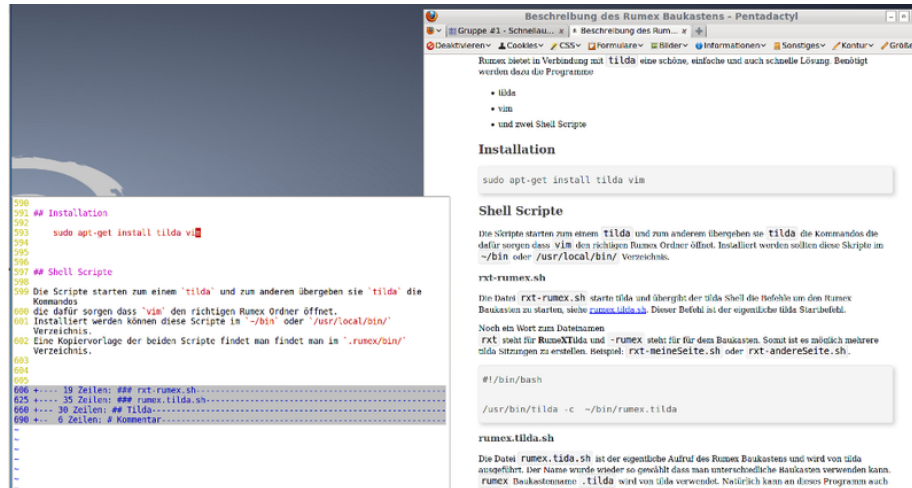 Beschreibung des Rumex Baukastens - Pentadactyl
Gruppe #1 - Schnellau... x Beschreibung des Rum... x
Deaktivieren Cookies CSS Formulare Bilder Informationen Sonstiges Kontur Größe
Rumex bietet in Verbindung mit tilda eine schöne, einfache und auch schnelle Lösung. Benötigt
werden dazu die Programme
• tilda
• vim
• und zwei Shell Scripte
Installation
sudo apt-get install tilda vim
Shell Scripte
Die Skripte starten zum einem tilda und zum anderem übergeben sie tilda die Kommandos die
dafür sorgen dass vim den richtigen Rumex Ordner öffnet. Installiert werden sollten diese Skripte im
~/bin oder /usr/local/bin/ Verzeichnis.
rxt-rumex.sh
Die Datei rxt-rumex.sh starte tilda und übergibt der tilda Shell die Befehle um den Rumex
Baukasten zu starten, siehe rumex.tilda.sh. Dieser Befehl ist der eigentliche tilda Startbefehl.
Noch ein Wort zum Dateinamen
rxt steht für RumeXTilda und -rumex steht für für dem Baukasten. Somit ist es möglich mehrere
tilda Sitzungen zu erstellen. Beispiel: rxt-meineSeite.sh oder rxt-andereSeite.sh.
#!/bin/bash
/usr/bin/tilda -c ~/bin/rumex.tilda
rumex.tilda.sh
Die Datei rumex.tida.sh ist der eigentliche Aufruf des Rumex Baukastens und wird von tilda
ausgeführt. Der Name wurde wieder so gewählt dass man unterschiedliche Baukasten verwenden kann.
rumex Baukastenname .tilda wird von tilda verwendet. Natürlich kann an dieses Programm auch
590
591 ## Installation
592
593 sudo apt-get install tilda vim
594
595
596
597 ## Shell Scripte
598
599 Die Scripte starten zum einem `tilda` und zum anderem übergeben sie `tilda` die
Kommandos
600 die dafür sorgen dass `vim` den richtigen Rumex Ordner öffnet.
601 Installiert werden können diese Scripte im `~/bin` oder `/usr/local/bin/`
Verzeichnis.
602 Eine Kopiervorlage der beiden Scripte findet man findet man im `.rumex/bin/`
Verzeichnis.
603
604
605
606 +---- 19 Zeilen: ### rxt-rumex.sh
625 +---- 35 Zeilen: ### rumex.tilda.sh
660 +--- 30 Zeilen: ## Tilda
690 +-- 6 Zeilen: # Kommentar
~
~
~
~
~